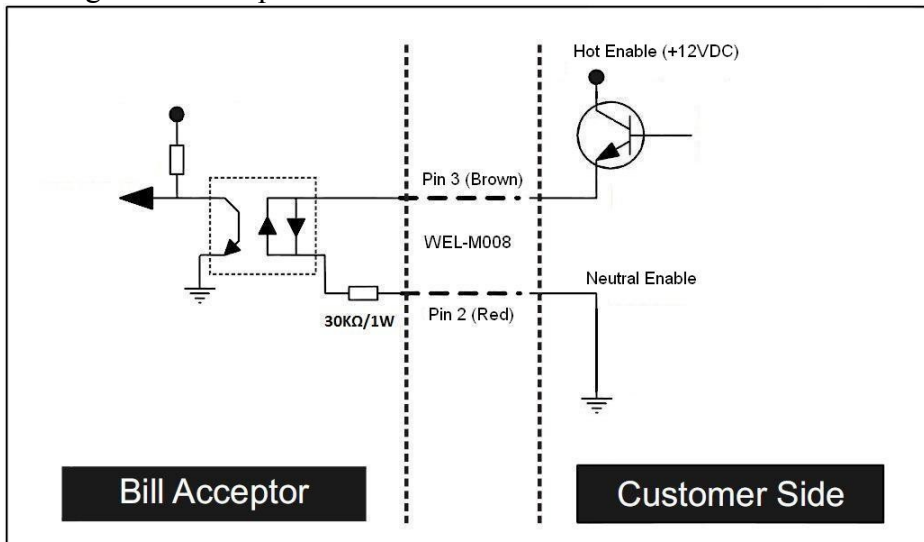 Hot Enable (+12VDC)
Pin 3 (Brown)
WEL-M008
Neutral Enable
30KΩ/1W
Pin 2 (Red)
Bill Acceptor
Customer Side